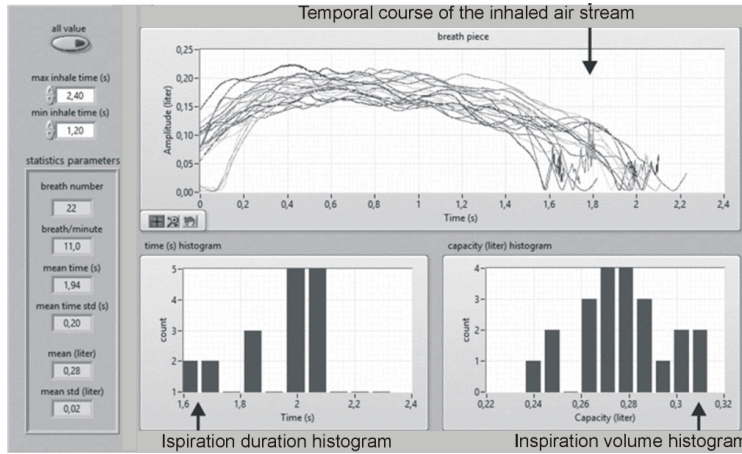 Temporal course of the inhaled air stream
all value
max inhale time (s)
2,40
min inhale time (s)
1,20
statistics parameters
breath number
22
breath/minute
11,0
mean time (s)
1,94
mean time std (s)
0,20
mean (liter)
0,28
mean std (liter)
0,02
breath piece
Amplitude (liter)
0,25
0,20
0,15
0,10
0,05
0,00
0 0,2 0,4 0,6 0,8 1 1,2 1,4 1,6 1,8 2 2,2 2,4
Time (s)
time (s) histogram
count
5
4
3
2
1
1,6 1,8 2 2,2 2,4
Time (s)
Ispiration duration histogram
capacity (liter) histogram
count
4
3
2
1
0
0,22 0,24 0,26 0,28 0,3 0,32
Capacity (liter)
Inspiration volume histogram